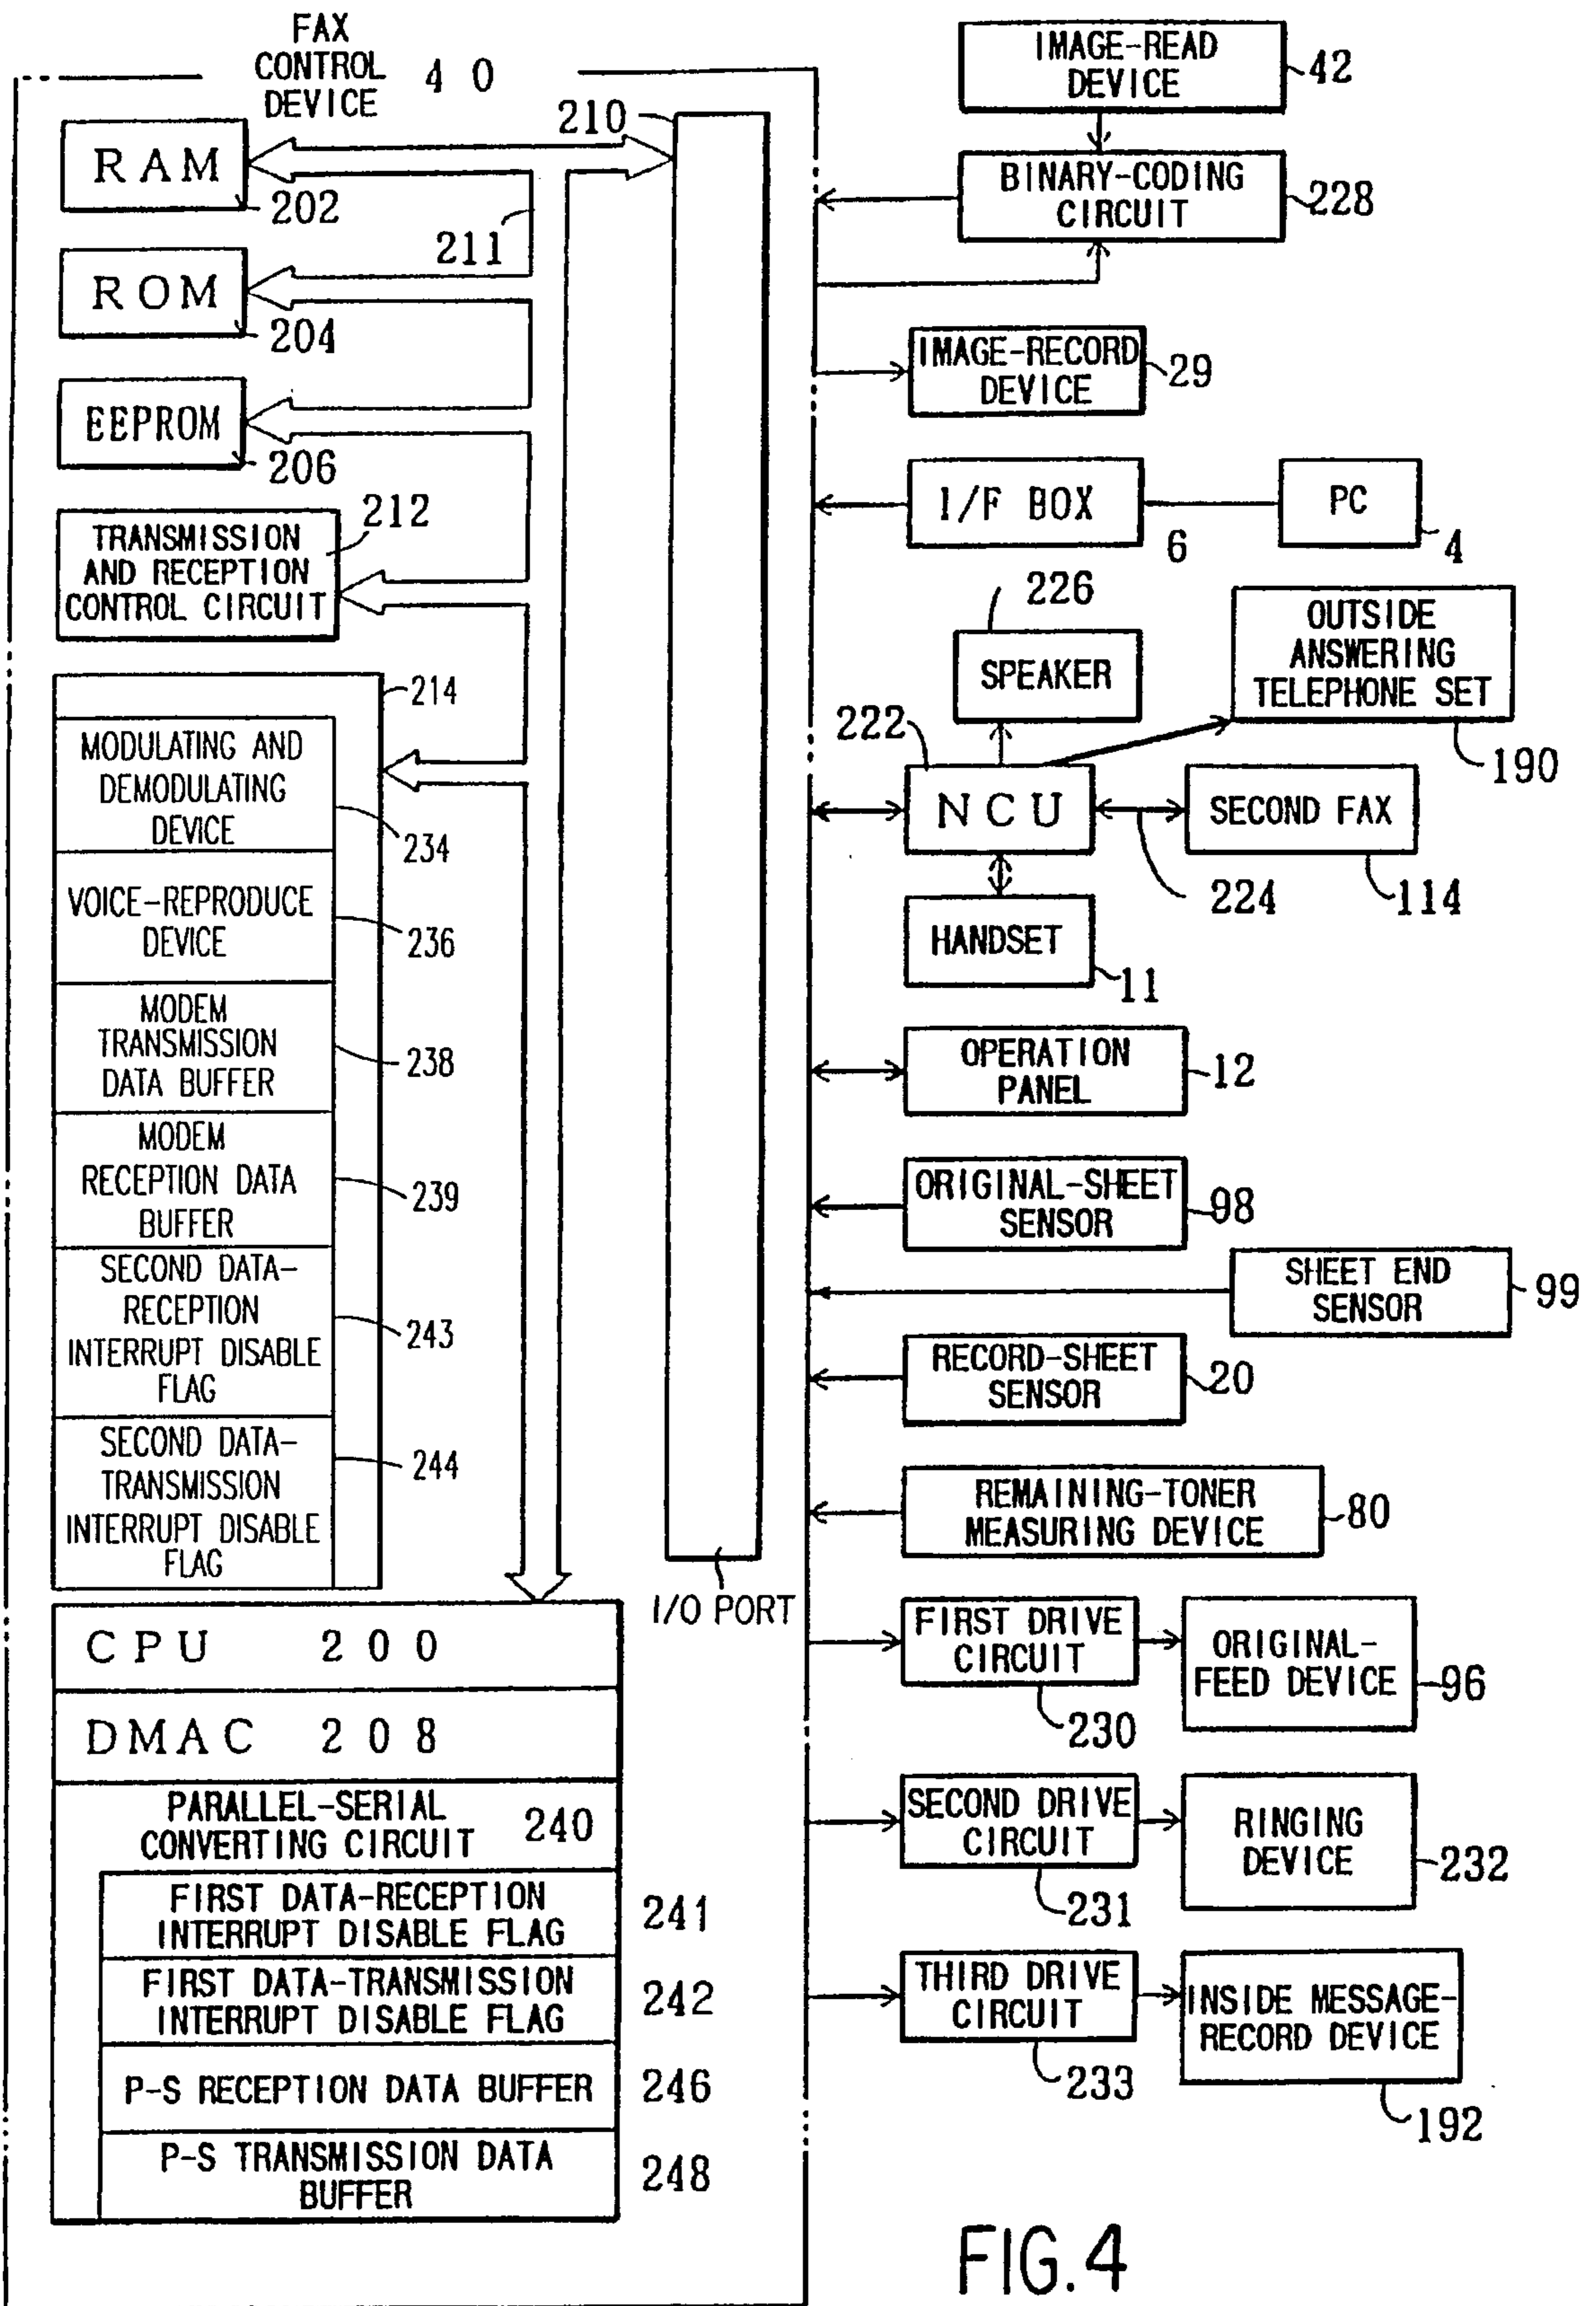 FAX
CONTROL
DEVICE
4 0
RAM
202
ROM
204
EEPROM
206
210
211
TRANSMISSION
AND RECEPTION
CONTROL CIRCUIT
212
214
MODULATING AND
DEMODULATING
DEVICE
234
VOICE-REPRODUCE
DEVICE
236
MODEM
TRANSMISSION
DATA BUFFER
238
MODEM
RECEPTION DATA
BUFFER
239
SECOND DATA-
RECEPTION
INTERRUPT DISABLE
FLAG
243
SECOND DATA-
TRANSMISSION
INTERRUPT DISABLE
FLAG
244
I/O PORT
CPU 200
DMAC 208
PARALLEL-SERIAL
CONVERTING CIRCUIT
240
FIRST DATA-RECEPTION
INTERRUPT DISABLE FLAG
241
FIRST DATA-TRANSMISSION
INTERRUPT DISABLE FLAG
242
P-S RECEPTION DATA BUFFER
246
P-S TRANSMISSION DATA
BUFFER
248
IMAGE-READ
DEVICE
42
BINARY-CODING
CIRCUIT
228
IMAGE-RECORD
DEVICE
29
I/F BOX
6
PC
4
226
SPEAKER
OUTSIDE
ANSWERING
TELEPHONE SET
190
222
NCU
224
SECOND FAX
114
HANDSET
11
OPERATION
PANEL
12
ORIGINAL-SHEET
SENSOR
98
SHEET END
SENSOR
99
RECORD-SHEET
SENSOR
20
REMAINING-TONER
MEASURING DEVICE
80
FIRST DRIVE
CIRCUIT
230
ORIGINAL-
FEED DEVICE
96
SECOND DRIVE
CIRCUIT
231
RINGING
DEVICE
232
THIRD DRIVE
CIRCUIT
233
INSIDE MESSAGE-
RECORD DEVICE
192
FIG.4